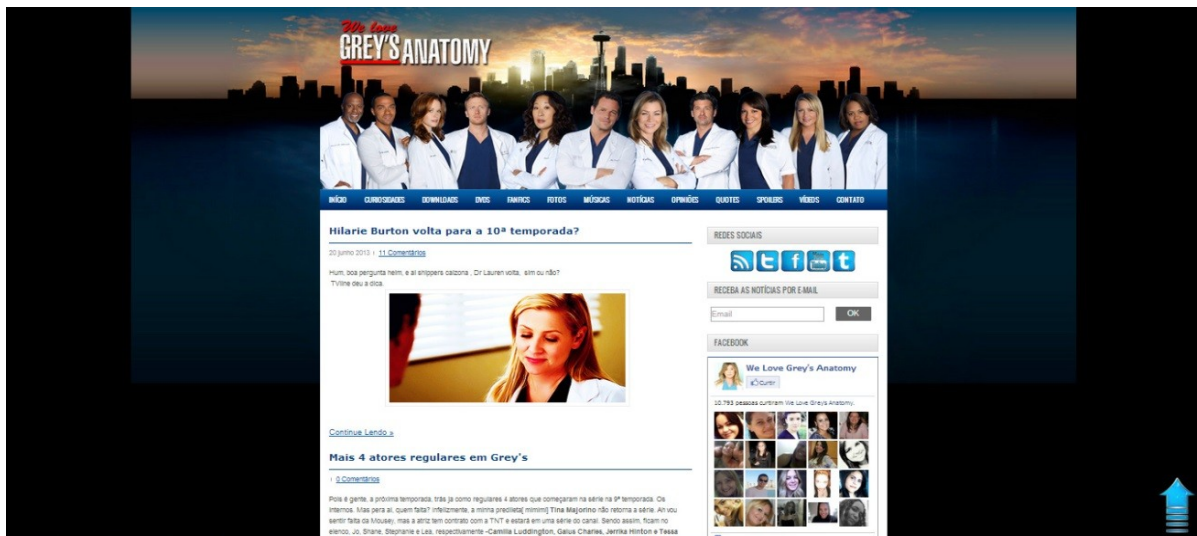 We love
GREY'S ANATOMY
INÍCIO CURIOSIDADES DOWNLOADS DVDS FANFICS FOTOS MÚSICAS NOTÍCIAS OPINIÕES QUOTES SPOILERS VÍDEOS CONTATO
Hilarie Burton volta para a 10ª temporada?
20 junho 2013 | 11 Comentários
Hum, boa pergunta heim, e ai shippers calzona , Dr Lauren volta, sim ou não?
TVline deu a dica.
Continue Lendo »
Mais 4 atores regulares em Grey's
| 0 Comentários
Pois é gente, a próxima temporada, trás ja como regulares 4 atores que começaram na série na 9ª temporada. Os
internos. Mas pera ai, quem falta? infelizmente, a minha predileta[ mimimi] Tina Majorino não retorna a série. Ah vou
sentir falta da Mousey, mas a atriz tem contrato com a TNT e estará em uma série do canal. Sendo assim, ficam no
elenco, Jo, Shane, Stephanie e Lea, respectivamente -Camilla Luddington, Gaius Charles, Jerrika Hinton e Tessa
REDES SOCIAIS
RECEBA AS NOTÍCIAS POR E-MAIL
Email OK
FACEBOOK
We Love Grey's Anatomy
Curtir
10.793 pessoas curtiram We Love Grey's Anatomy.